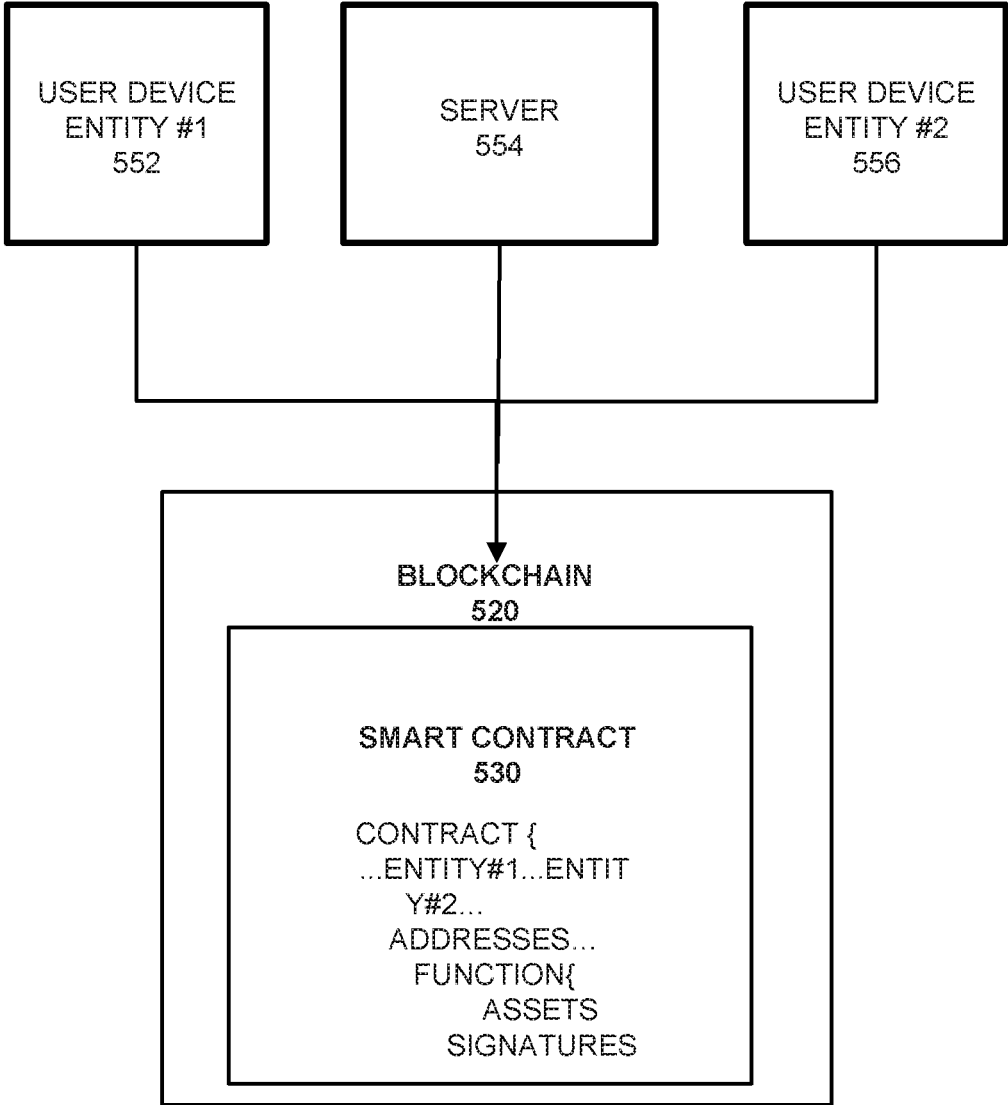 USER DEVICE
ENTITY #1
552
SERVER
554
USER DEVICE
ENTITY #2
556
BLOCKCHAIN
520
SMART CONTRACT
530
CONTRACT {
...ENTITY#1...ENTIT
Y#2...
ADDRESSES...
FUNCTION{
ASSETS
SIGNATURES